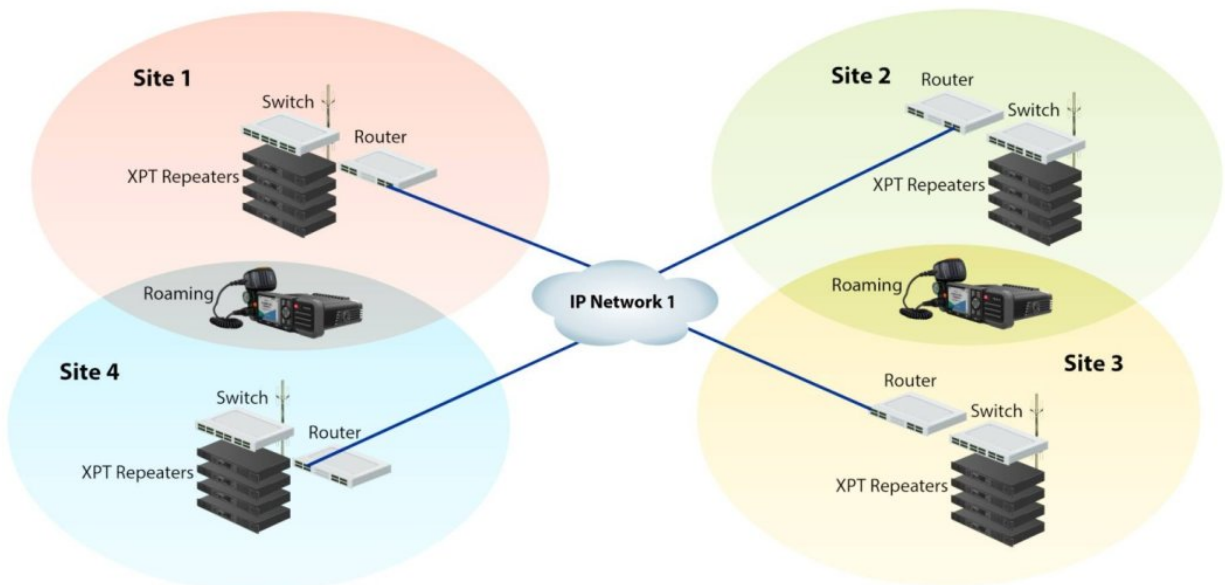 Site 1
Switch
Router
XPT Repeaters
Roaming
Site 2
Router
Switch
XPT Repeaters
Roaming
IP Network 1
Site 4
Switch
Router
XPT Repeaters
Site 3
Router
Switch
XPT Repeaters